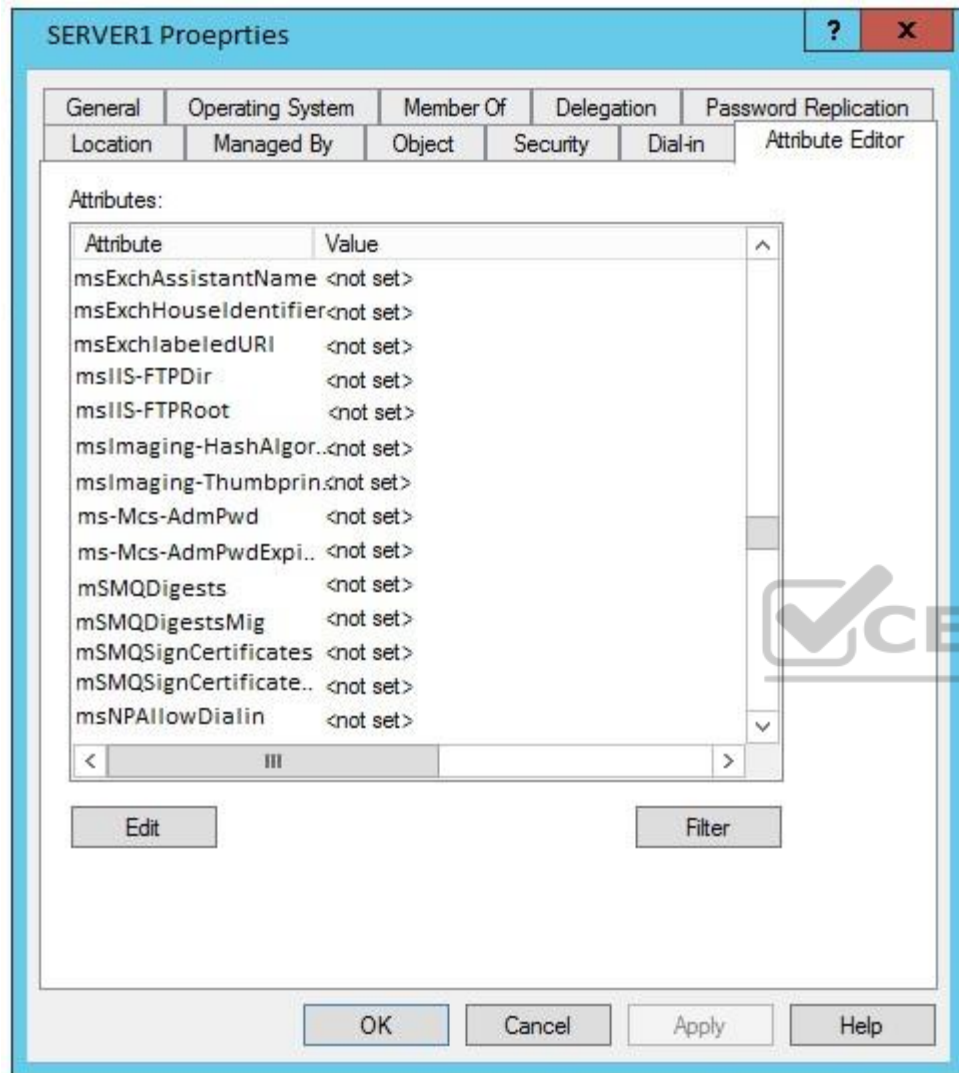 SERVER1 Proeprties
? x
General Operating System Member Of Delegation Password Replication
Location Managed By Object Security Dial-in Attribute Editor
Attributes:
Attribute Value
msExchAssistantName <not set>
msExchHouseIdentifier <not set>
msExchlabeledURI <not set>
msIIS-FTPDir <not set>
msIIS-FTPRoot <not set>
msImaging-HashAlgor.. <not set>
msImaging-Thumbprin. <not set>
ms-Mcs-AdmPwd <not set>
ms-Mcs-AdmPwdExpi.. <not set>
mSMQDigests <not set>
mSMQDigestsMig <not set>
mSMQSignCertificates <not set>
mSMQSignCertificate.. <not set>
msNPAllowDialin <not set>
Edit Filter
OK Cancel Apply Help
CE